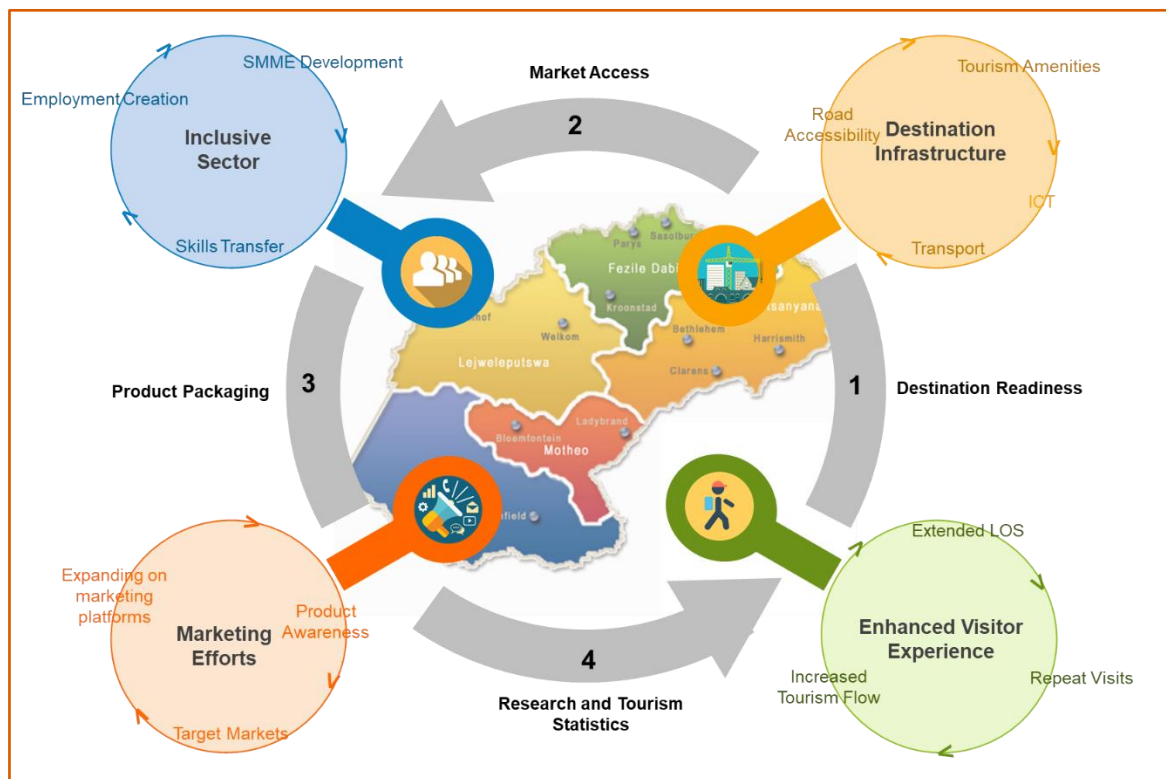 SMME Development
Employment Creation
Inclusive
Sector
Skills Transfer
Market Access
2
Tourism Amenities
Road
Accessibility
Destination
Infrastructure
ICT
Transport
Parys
Sasolburg
Fezile Dabi
Kroonstad
Welkom
Lejweleputswa
Bethlehem
Harrismith
Clarens
Product Packaging
3
1
Destination Readiness
Ladybrand
Bloemfontein
Motheo
Expanding on
marketing
platforms
Product
Awareness
Marketing
Efforts
Target Markets
4
Research and Tourism
Statistics
Extended LOS
Enhanced Visitor
Experience
Increased
Tourism Flow
Repeat Visits